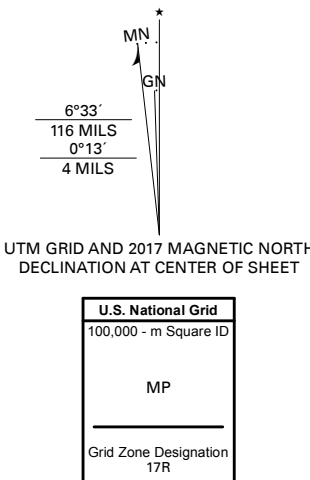 ★
MN
GN
6°33´
116 MILS
0°13´
4 MILS
UTM GRID AND 2017 MAGNETIC NORTH
DECLINATION AT CENTER OF SHEET
U.S. National Grid
100,000 - m Square ID
MP
Grid Zone Designation
17R